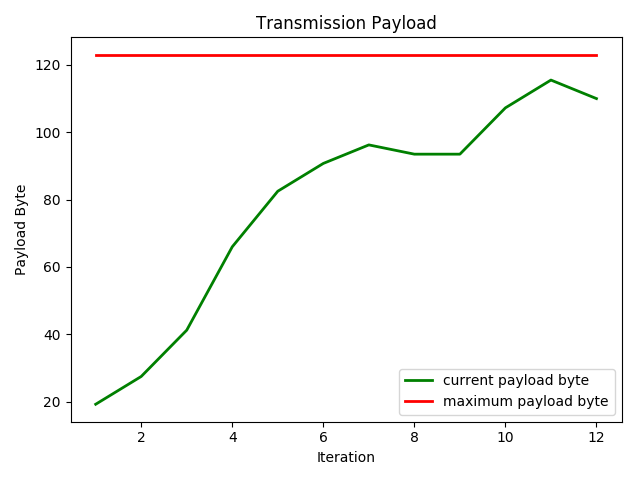 Transmission Payload
Payload Byte
120
100
80
60
40
20
2 4 6 8 10 12
Iteration
current payload byte
maximum payload byte